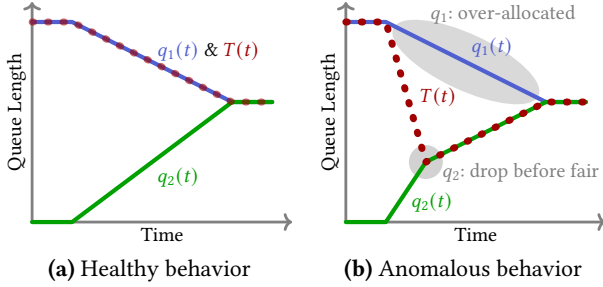 Queue Length
q₁(t) & T(t)
q₂(t)
Time
(a) Healthy behavior
Queue Length
q₁: over-allocated
q₁(t)
T(t)
q₂: drop before fair
q₂(t)
Time
(b) Anomalous behavior